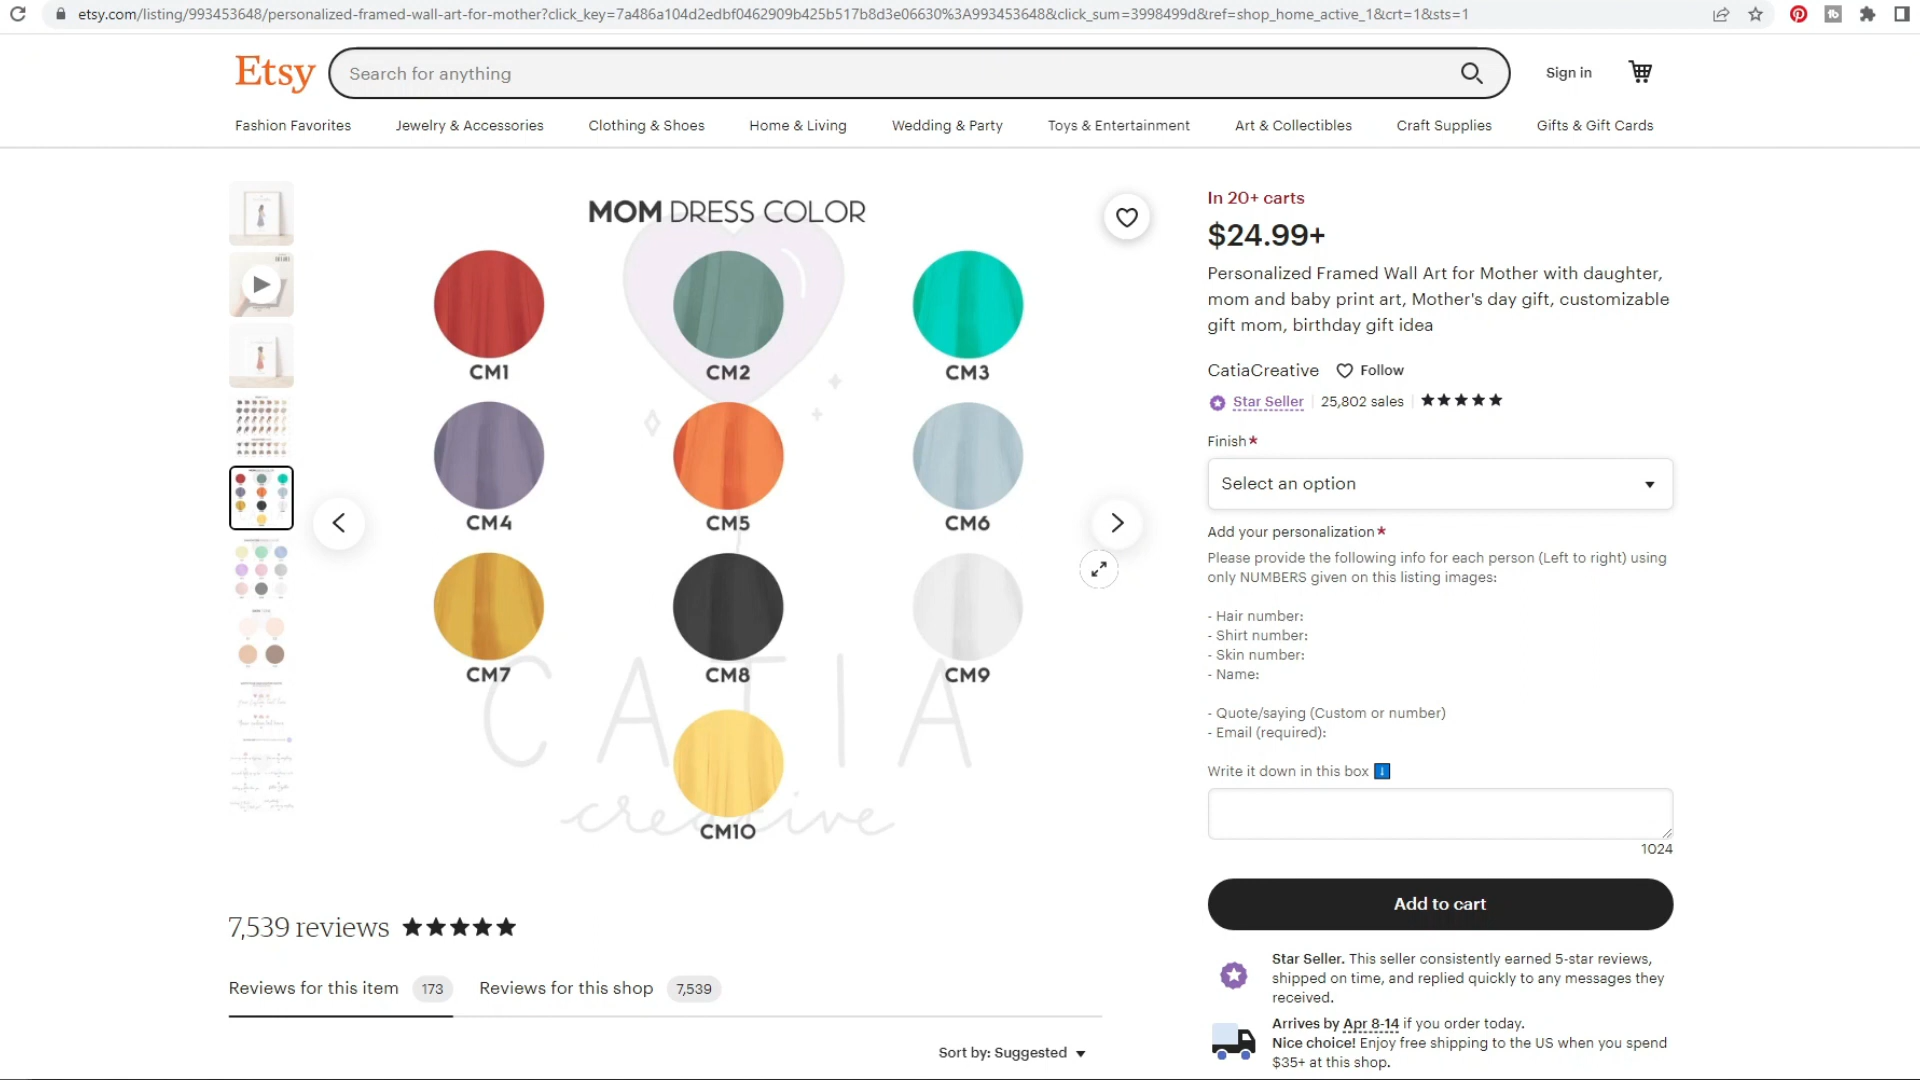 etsy.com/listing/993453648/personalized-framed-wall-art-for-mother?click_key=7a486a104d2edbf0462909b425b517b8d3e06630%3A993453648&click_sum=3998499d&ref=shop_home_active_1&crt=1&sts=1
Etsy
Search for anything
Sign in
Fashion Favorites
Jewelry & Accessories
Clothing & Shoes
Home & Living
Wedding & Party
Toys & Entertainment
Art & Collectibles
Craft Supplies
Gifts & Gift Cards
MOM DRESS COLOR
CM1
CM2
CM3
CM4
CM5
CM6
CM7
CM8
CM9
CM10
CATIA
creative
In 20+ carts
$24.99+
Personalized Framed Wall Art for Mother with daughter,
mom and baby print art, Mother's day gift, customizable
gift mom, birthday gift idea
CatiaCreative
Follow
Star Seller
25,802 sales
Finish*
Select an option
Add your personalization*
Please provide the following info for each person (Left to right) using
only NUMBERS given on this listing images:
- Hair number:
- Shirt number:
- Skin number:
- Name:
- Quote/saying (Custom or number)
- Email (required):
Write it down in this box
1024
Add to cart
Star Seller. This seller consistently earned 5-star reviews,
shipped on time, and replied quickly to any messages they
received.
Arrives by Apr 8-14 if you order today.
Nice choice! Enjoy free shipping to the US when you spend
$35+ at this shop.
7,539 reviews
Reviews for this item 173
Reviews for this shop 7,539
Sort by: Suggested